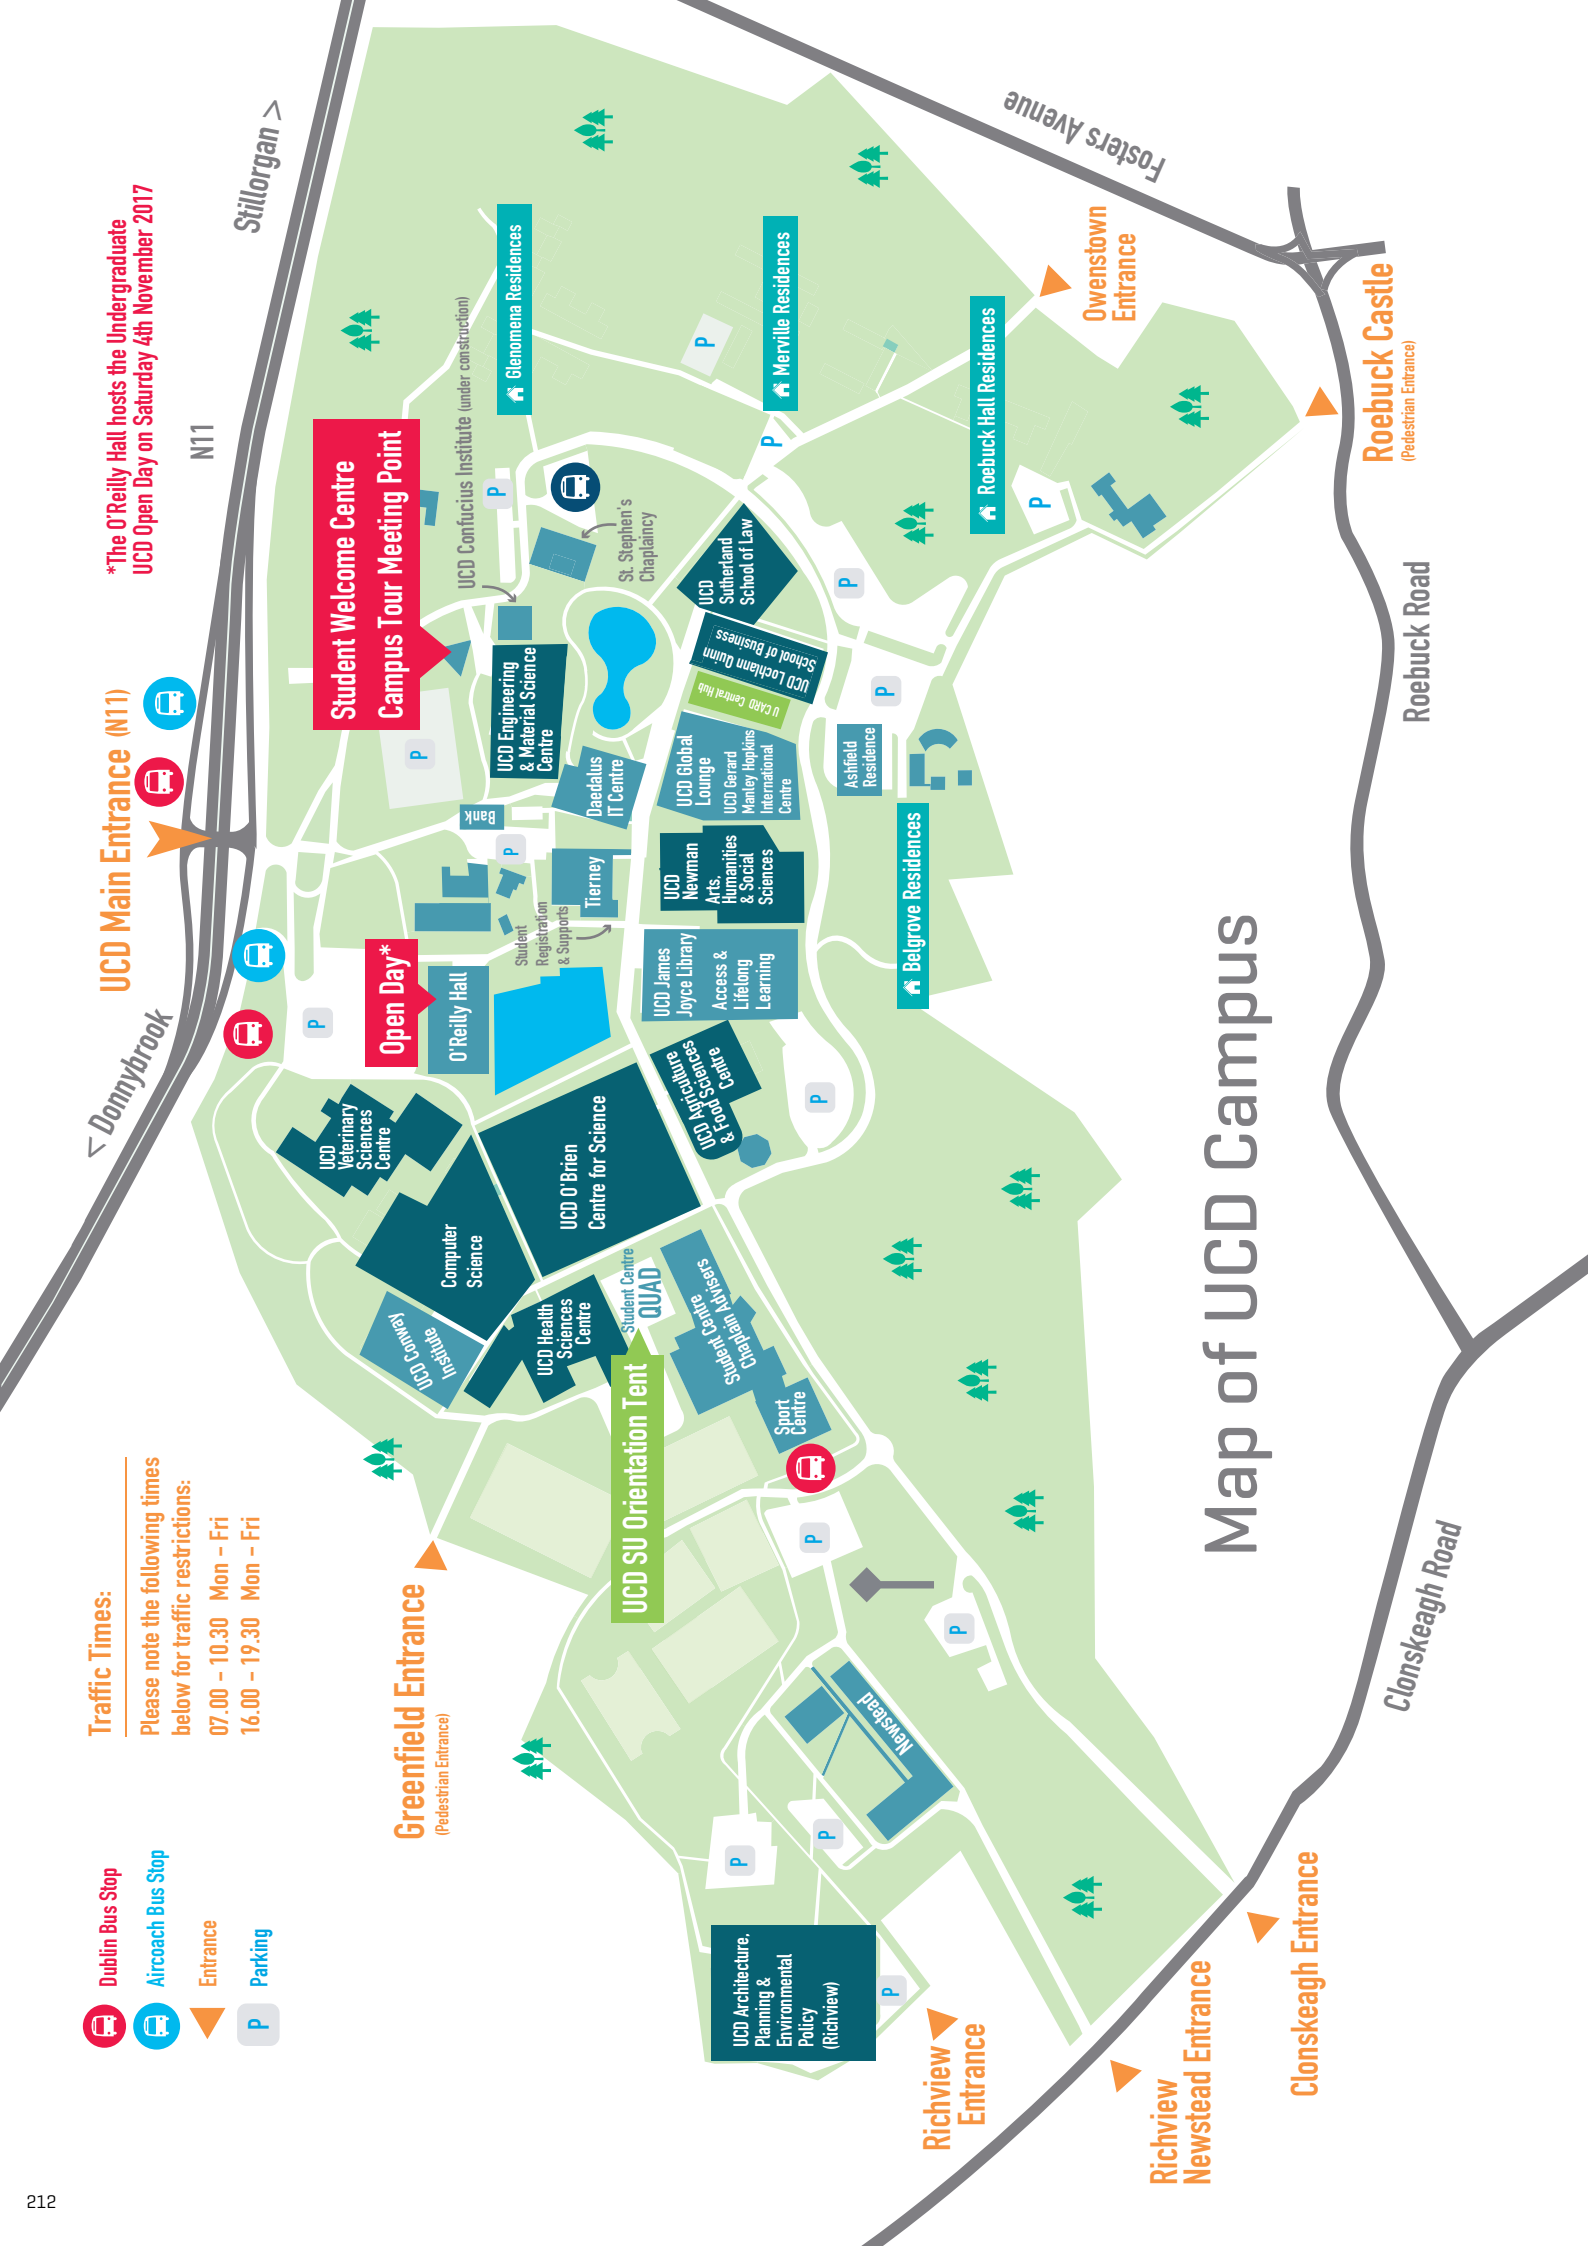 *The O'Reilly Hall hosts the Undergraduate
UCD Open Day on Saturday 4th November 2017
Stillorgan >
N11
< Donnybrook
UCD Main Entrance (N11)
Traffic Times:
Please note the following times
below for traffic restrictions:
07.00 – 10.30 Mon – Fri
16.00 – 19.30 Mon – Fri
Dublin Bus Stop
Aircoach Bus Stop
Entrance
P
Parking
Greenfield Entrance
(Pedestrian Entrance)
Student Welcome Centre
Campus Tour Meeting Point
Open Day*
O'Reilly Hall
P
P
P
P
Bank
UCD Confucius Institute (under construction)
Glenomena Residences
St. Stephen's
Chaplaincy
UCD Engineering
& Material Science
Centre
Daedalus
IT Centre
Tierney
Student
Registration
& Supports
UCD
Veterinary
Sciences
Centre
Computer
Science
UCD Conway
Institute
UCD O'Brien
Centre for Science
UCD Health
Sciences
Centre
Student Centre
QUAD
UCD SU Orientation Tent
Student Centre,
Chaplain Advisers
Sport
Centre
UCD Agriculture
& Food Sciences
Centre
UCD James
Joyce Library
Access &
Lifelong
Learning
UCD
Newman
Arts,
Humanities
& Social
Sciences
UCD Global
Lounge
UCD Gerard
Manley Hopkins
International
Centre
U CARD Central Hub
UCD Lochlann Quinn
School of Business
UCD
Sutherland
School of Law
P
Merville Residences
P
Roebuck Hall Residences
P
P
P
Ashfield
Residence
Belgrove Residences
P
P
P
Newstead
P
P
UCD Architecture,
Planning &
Environmental
Policy
(Richview)
P
Fosters Avenue
Owenstown
Entrance
Roebuck Castle
(Pedestrian Entrance)
Roebuck Road
Clonskeagh Road
Clonskeagh Entrance
Richview
Newstead Entrance
Richview
Entrance
Map of UCD Campus
212